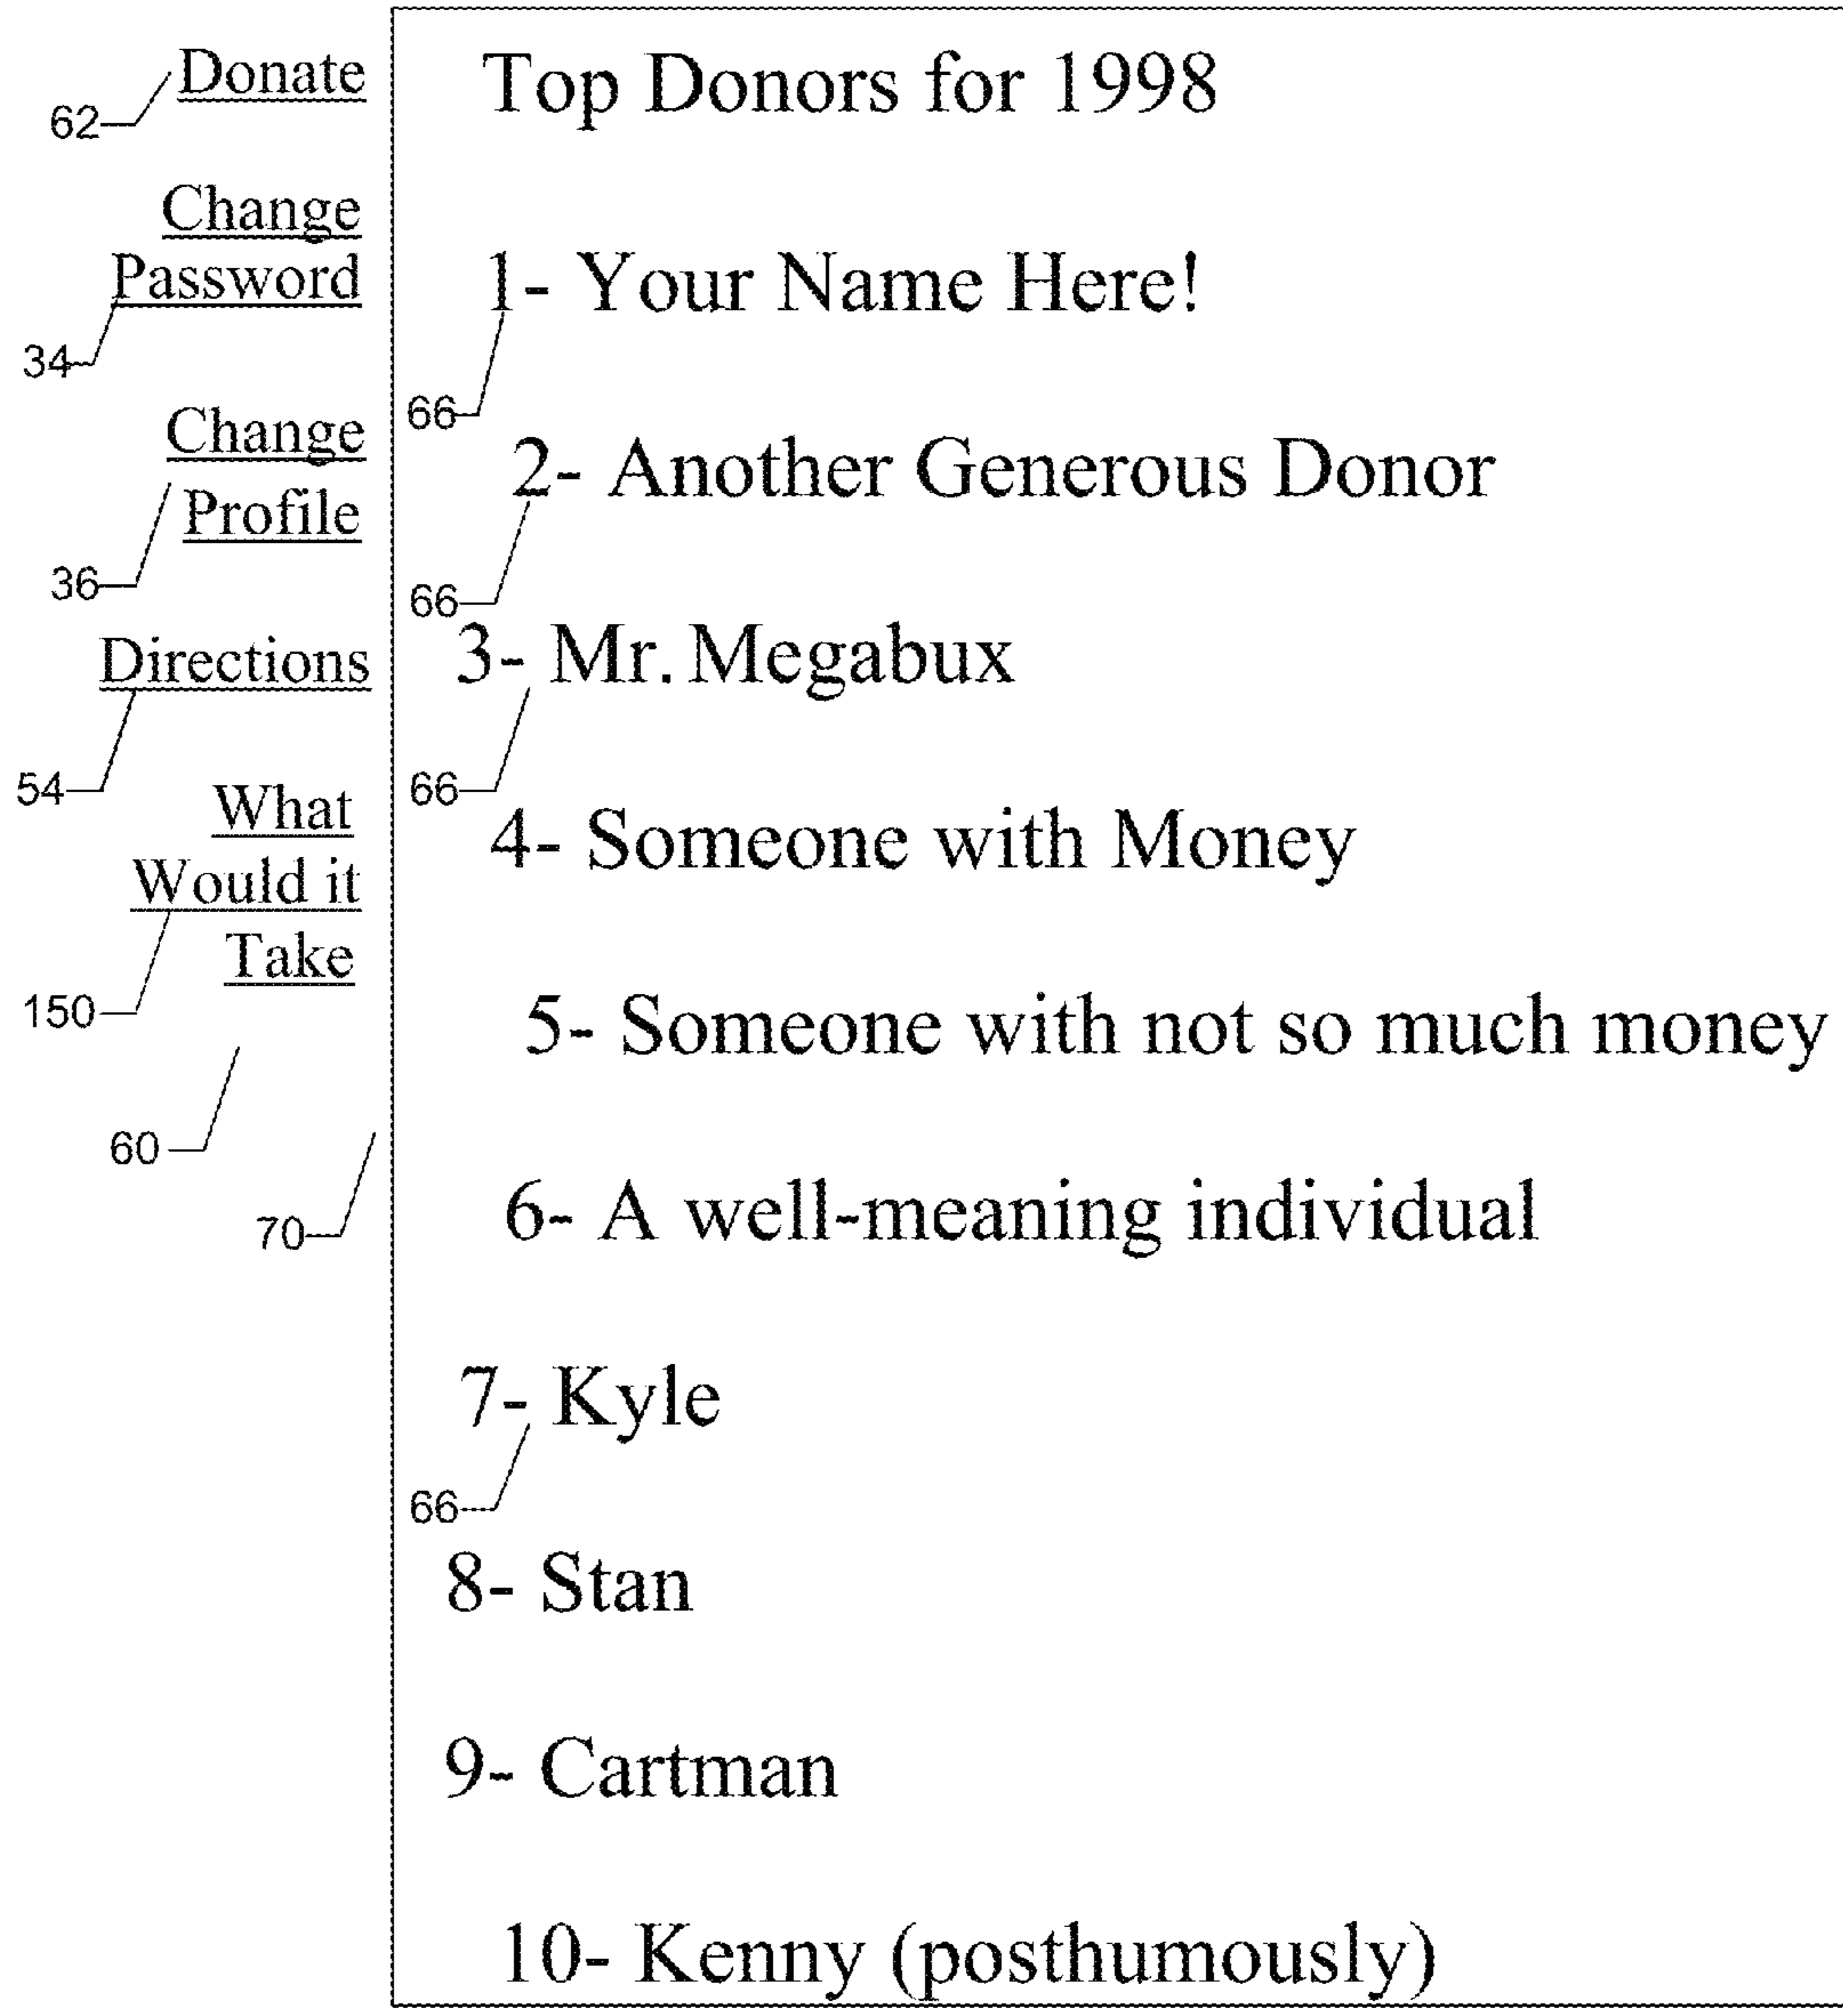 Donate
62
Change
Password
34
Change
Profile
36
Directions
54
What
Would it
Take
150
60
70
Top Donors for 1998
1- Your Name Here!
66
2- Another Generous Donor
66
3- Mr. Megabux
66
4- Someone with Money
5- Someone with not so much money
6- A well-meaning individual
7- Kyle
66
8- Stan
9- Cartman
10- Kenny (posthumously)